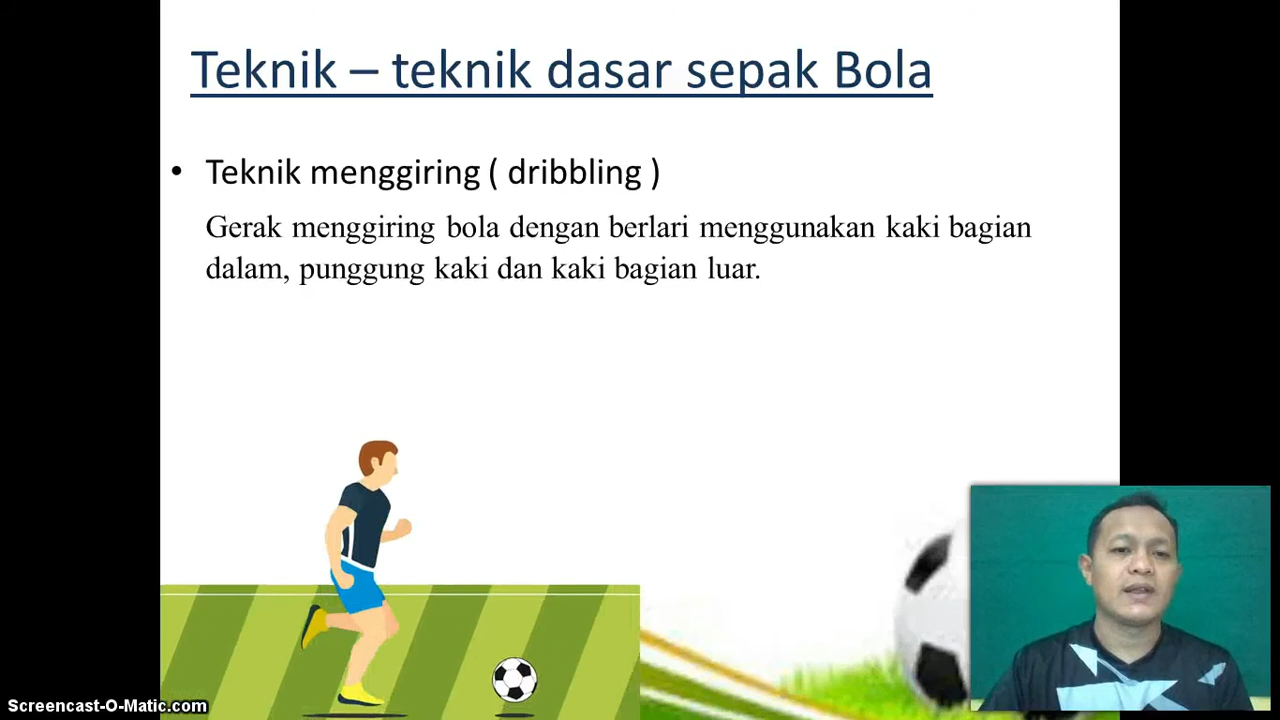 Teknik – teknik dasar sepak Bola
• Teknik menggiring ( dribbling )
Gerak menggiring bola dengan berlari menggunakan kaki bagian
dalam, punggung kaki dan kaki bagian luar.
Screencast-O-Matic.com